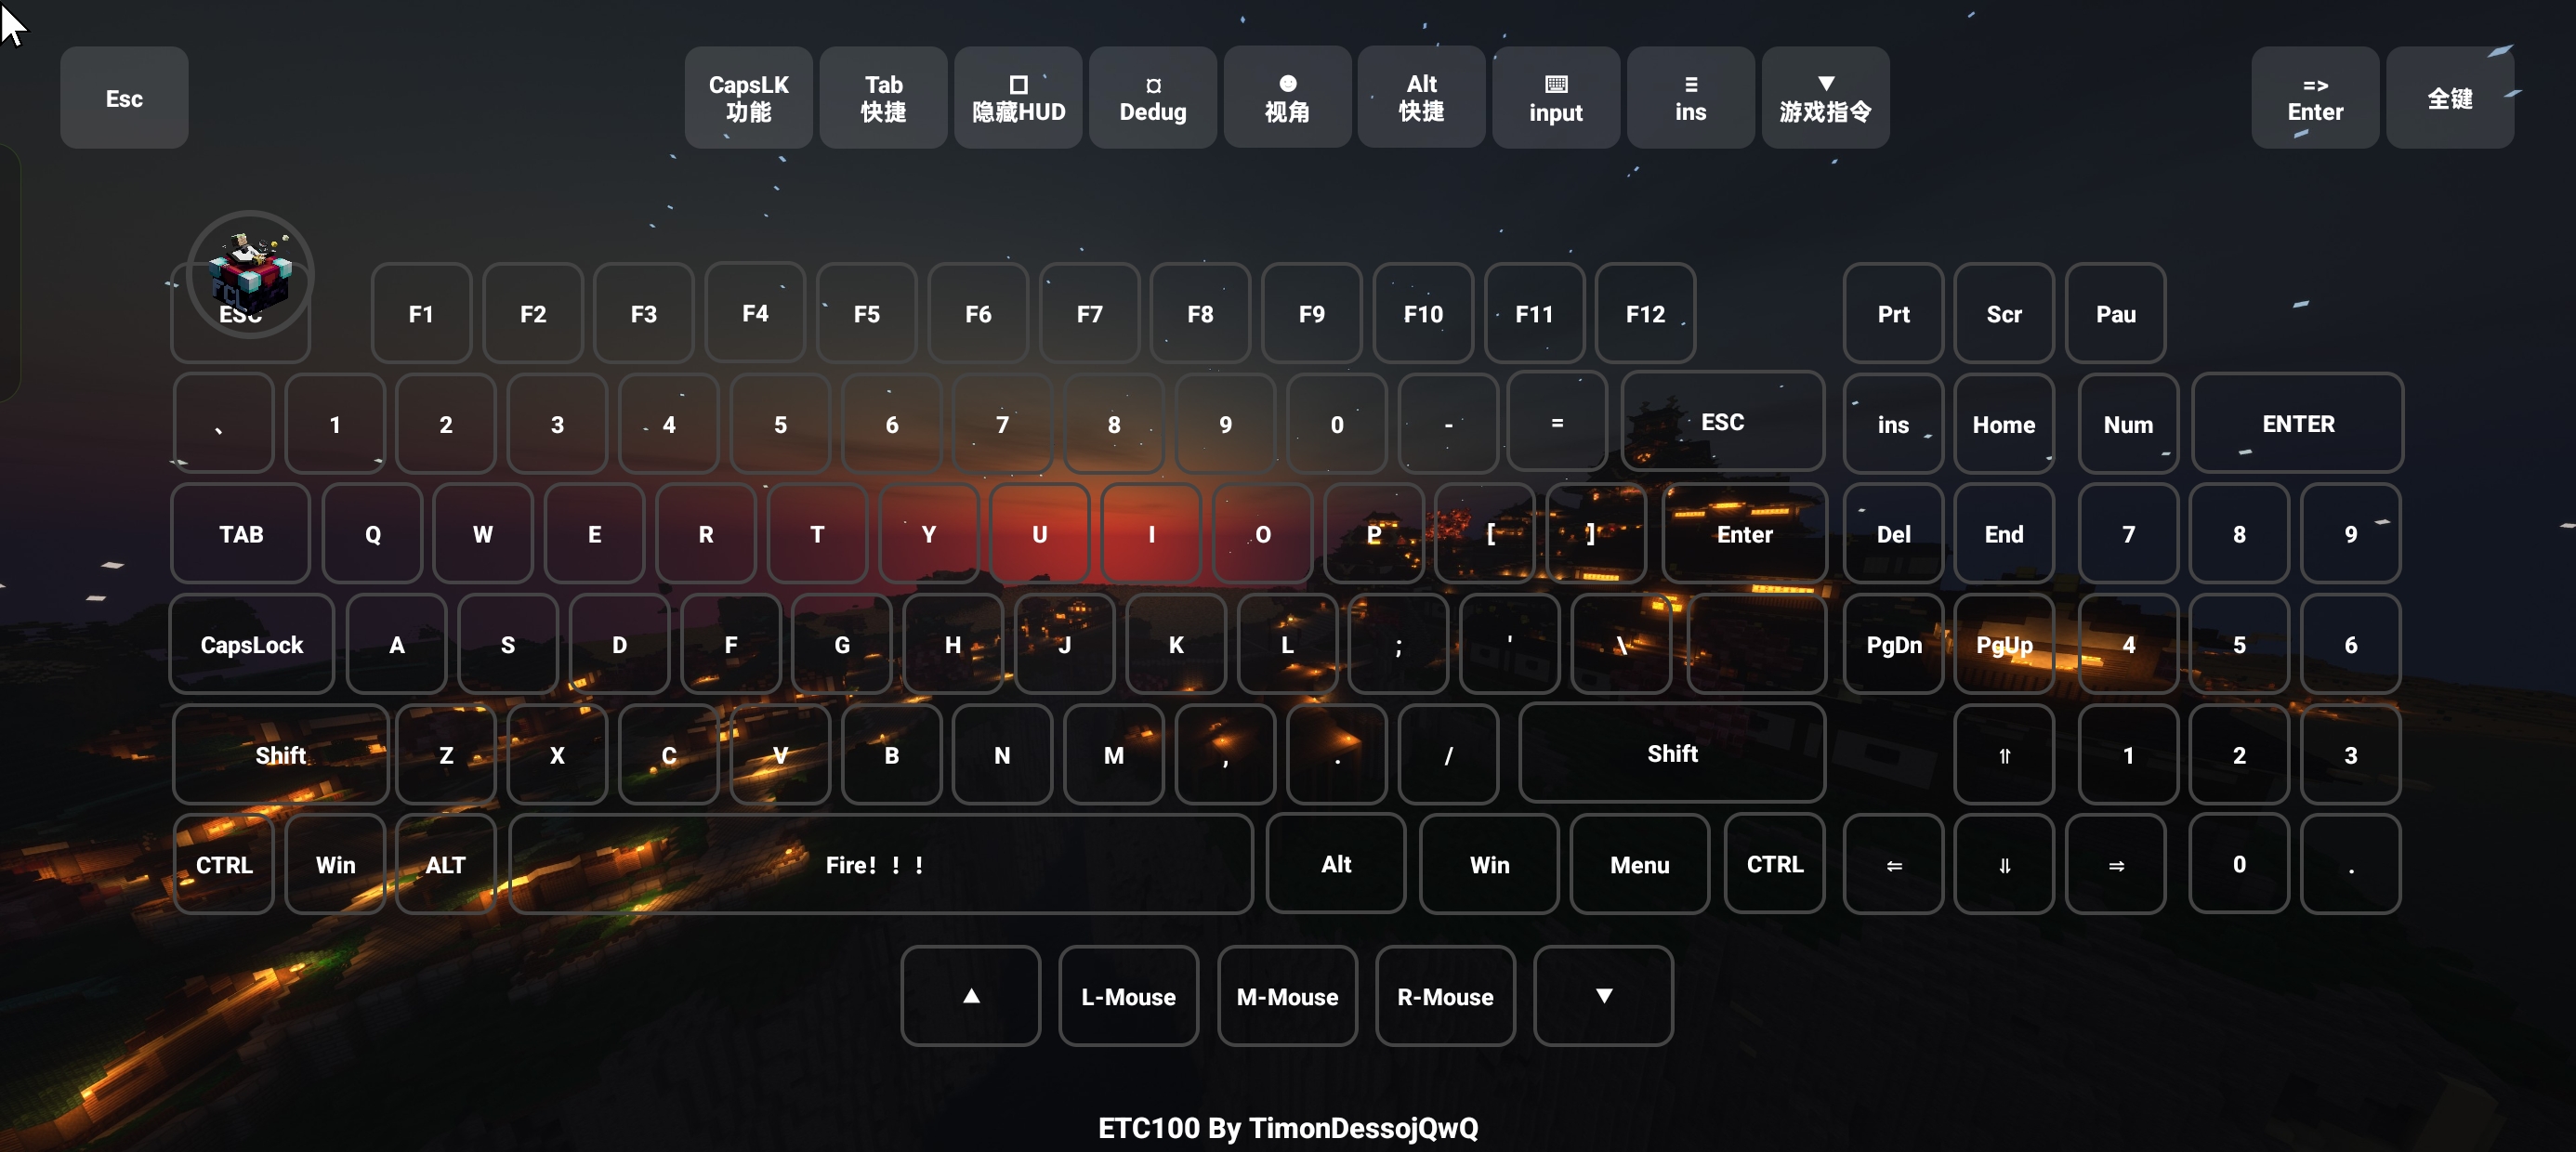 Esc
CapsLK
功能
Tab
快捷
隐藏HUD
Dedug
视角
Alt
快捷
input
ins
▼
游戏指令
=>
Enter
全键
FCL
ESC
F1 F2 F3 F4 F5 F6 F7 F8 F9 F10 F11 F12 Prt Scr Pau
、 1 2 3 4 5 6 7 8 9 0 - = ESC ins Home Num ENTER
TAB Q W E R T Y U I O P [ ] Enter Del End 7 8 9
CapsLock A S D F G H J K L ; ' \ PgDn PgUp 4 5 6
Shift Z X C V B N M , . / Shift ⥣ 1 2 3
CTRL Win ALT Fire！！！ Alt Win Menu CTRL ⇐ ⥥ ⇒ 0 .
▲ L-Mouse M-Mouse R-Mouse ▼
ETC100 By TimonDessojQwQ